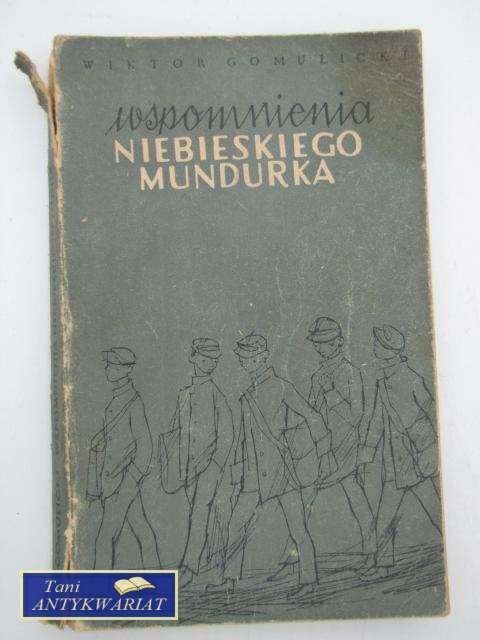 WIKTOR GOMULICKI
wspomnienia
NIEBIESKIEGO
MUNDURKA
Tani
ANTYKWARIAT